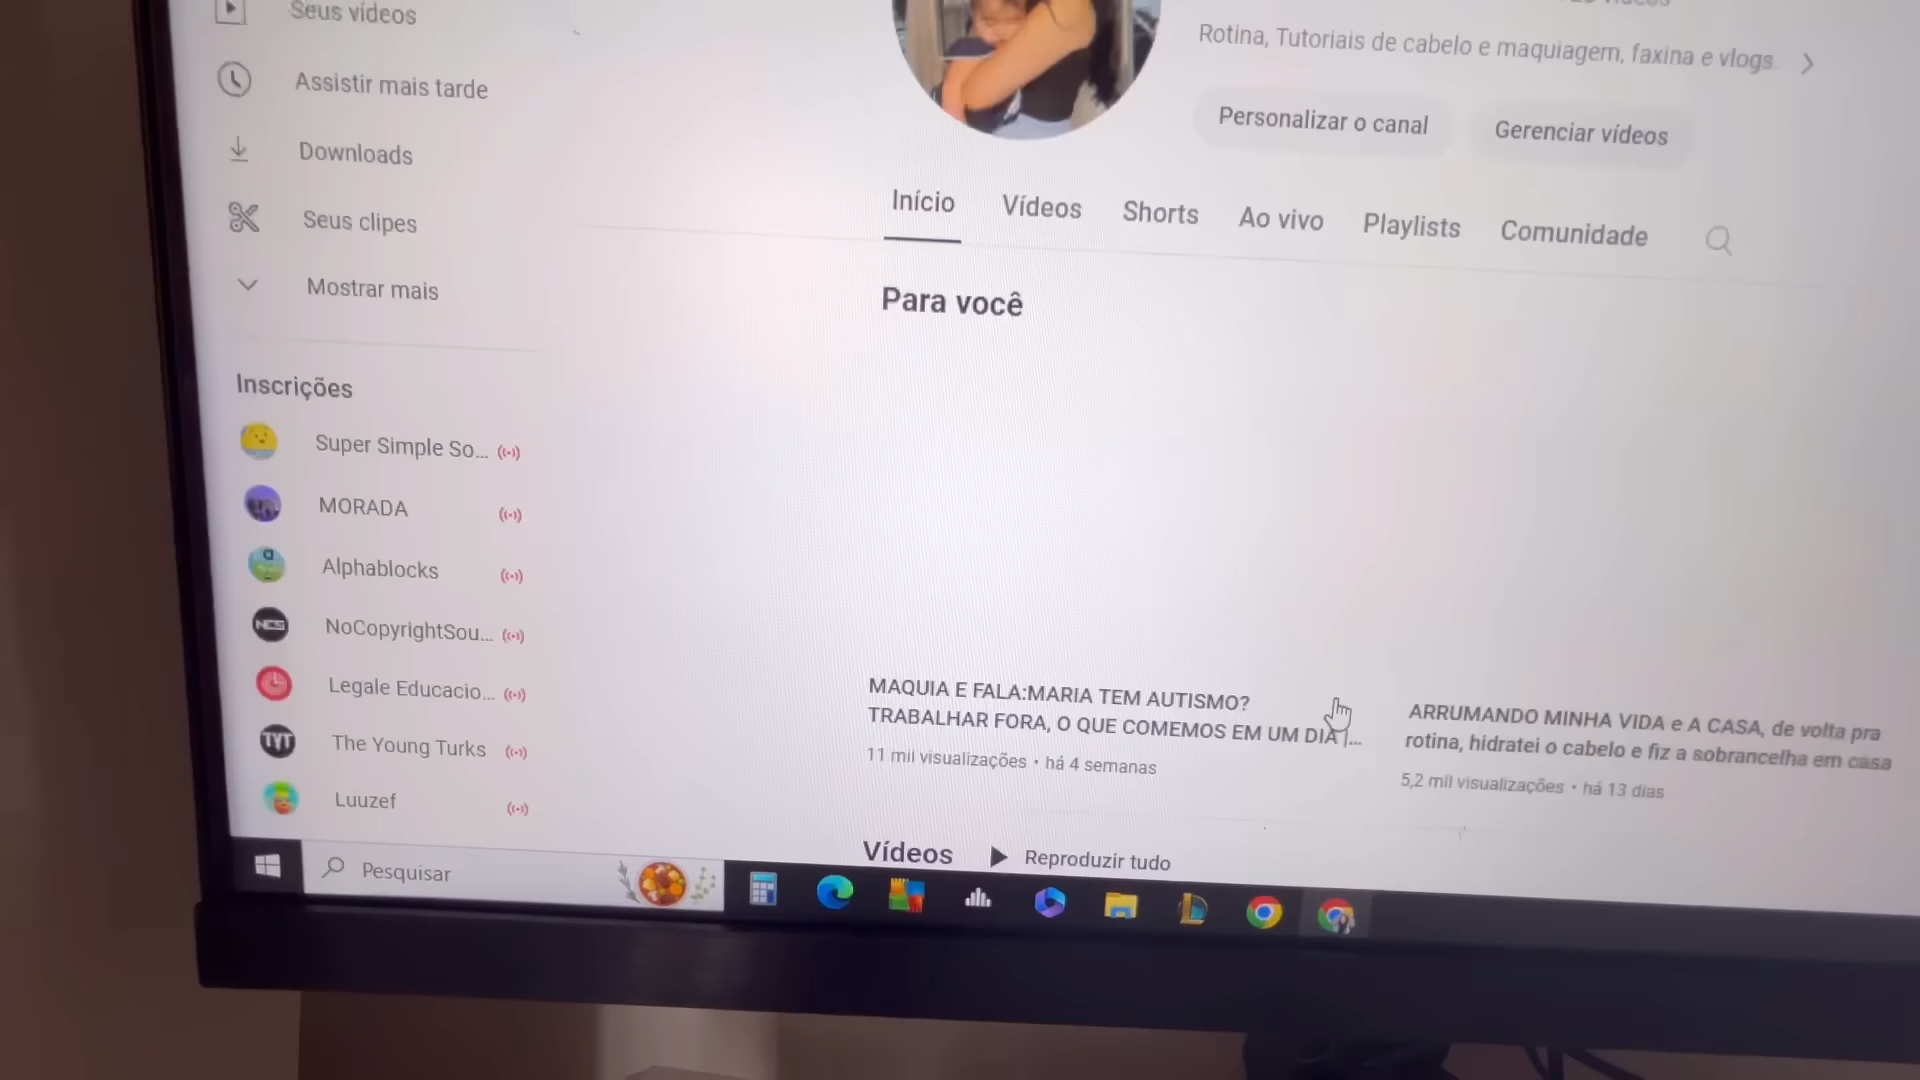 Seus vídeos
Assistir mais tarde
Downloads
Seus clipes
Mostrar mais
Inscrições
Super Simple So...
MORADA
Alphablocks
NCS
NoCopyrightSou...
Legale Educacio...
TYT
The Young Turks
Luuzef
Rotina, Tutoriais de cabelo e maquiagem, faxina e vlogs
Personalizar o canal
Gerenciar vídeos
Início
Vídeos
Shorts
Ao vivo
Playlists
Comunidade
Para você
MAQUIA E FALA:MARIA TEM AUTISMO?
TRABALHAR FORA, O QUE COMEMOS EM UM DIA |...
11 mil visualizações • há 4 semanas
ARRUMANDO MINHA VIDA e A CASA, de volta pra
rotina, hidratei o cabelo e fiz a sobrancelha em casa
5,2 mil visualizações • há 13 dias
Vídeos
Reproduzir tudo
Pesquisar